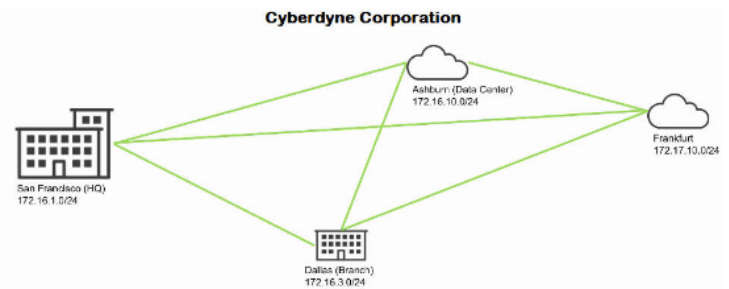 Cyberdyne Corporation
Ashburn (Data Center)
172.16.10.0/24
Frankfurt
172.17.10.0/24
San Francisco (HQ)
172.16.1.0/24
Dallas (Branch)
172.16.3.0/24